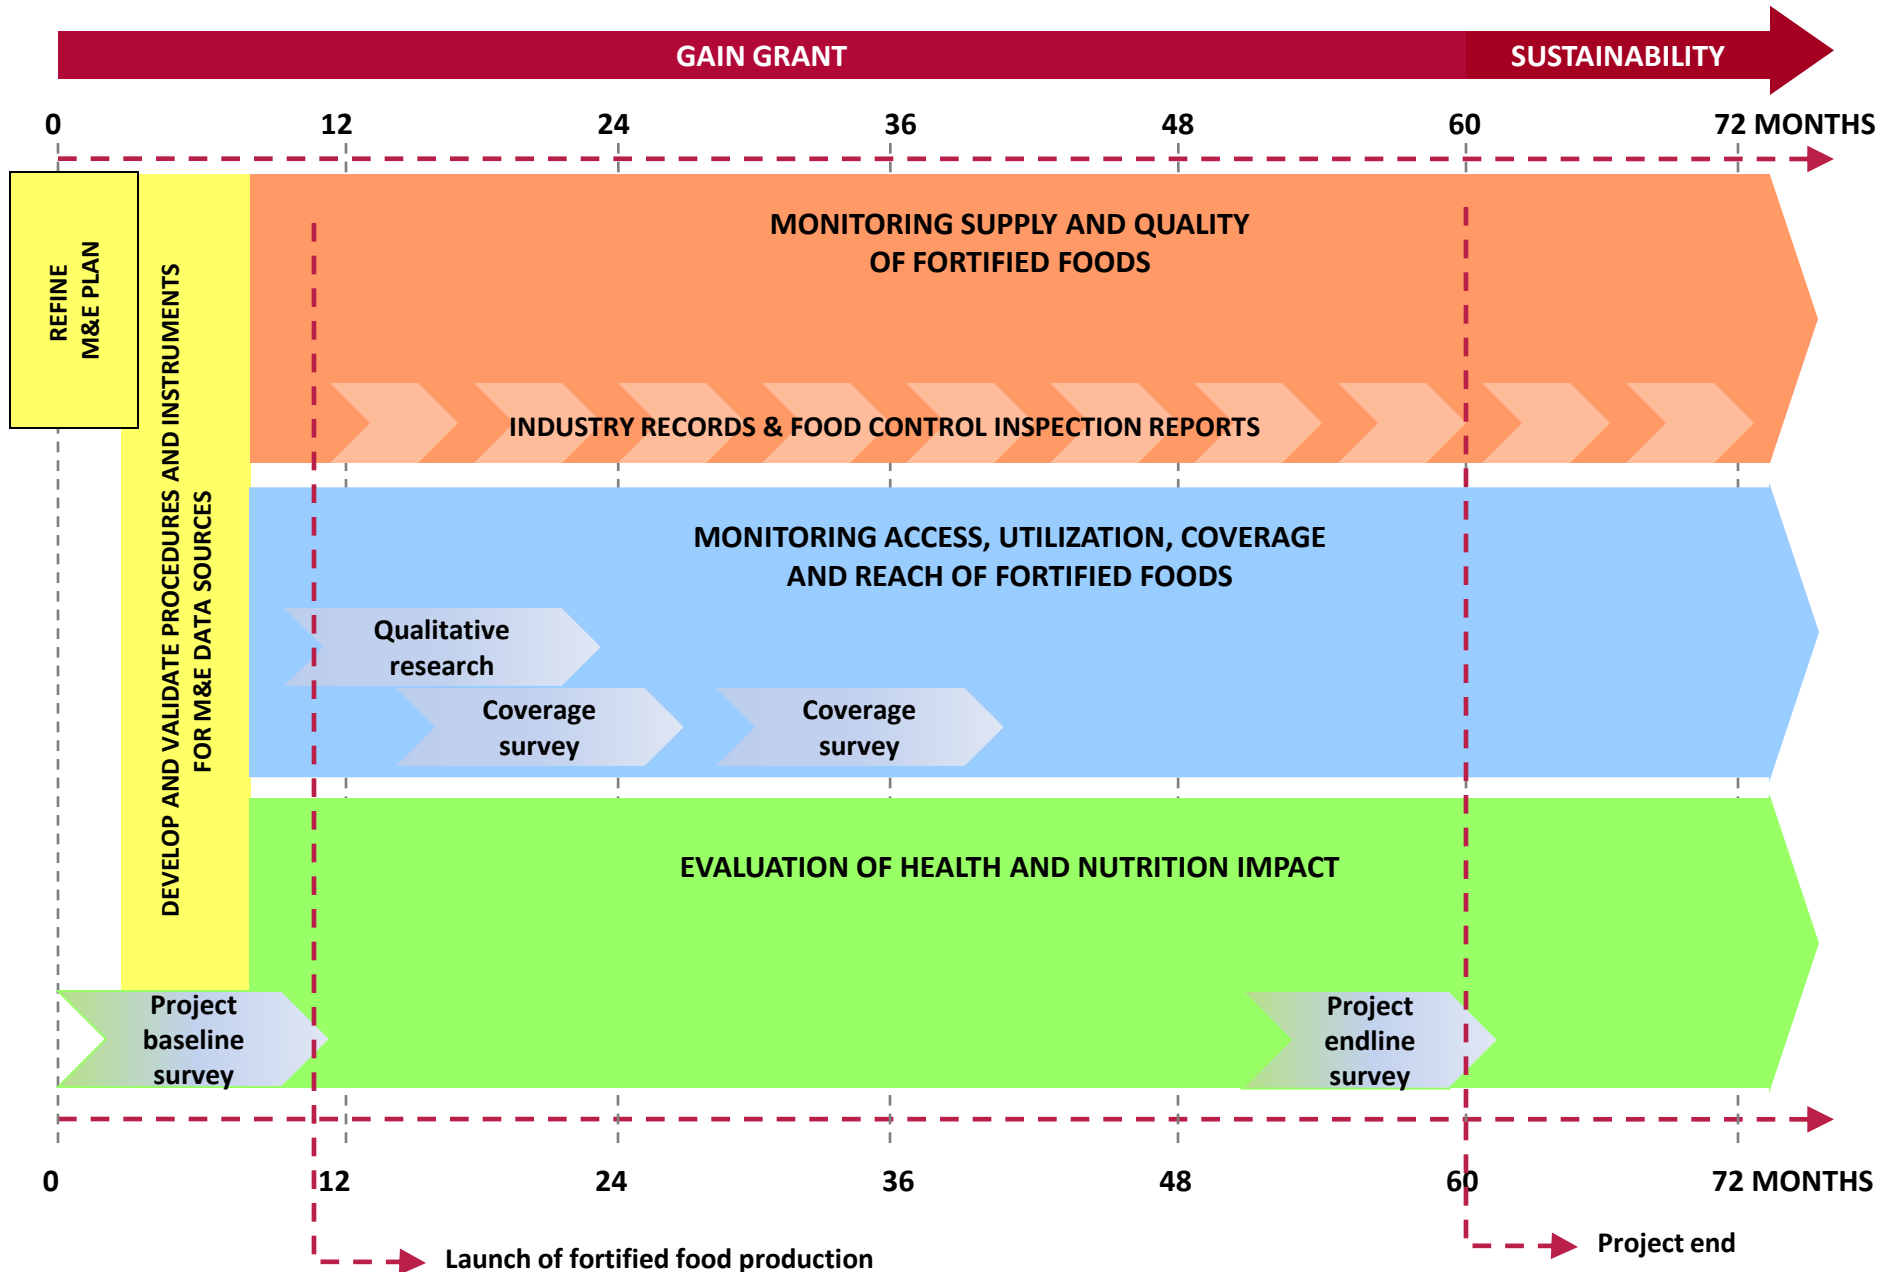 GAIN GRANT
SUSTAINABILITY
0
12
24
36
48
60
72 MONTHS
REFINE
M&E PLAN
DEVELOP AND VALIDATE PROCEDURES AND INSTRUMENTS
FOR M&E DATA SOURCES
MONITORING SUPPLY AND QUALITY
OF FORTIFIED FOODS
INDUSTRY RECORDS & FOOD CONTROL INSPECTION REPORTS
MONITORING ACCESS, UTILIZATION, COVERAGE
AND REACH OF FORTIFIED FOODS
Qualitative
research
Coverage
survey
Coverage
survey
EVALUATION OF HEALTH AND NUTRITION IMPACT
Project
baseline
survey
Project
endline
survey
0
12
24
36
48
60
72 MONTHS
Launch of fortified food production
Project end